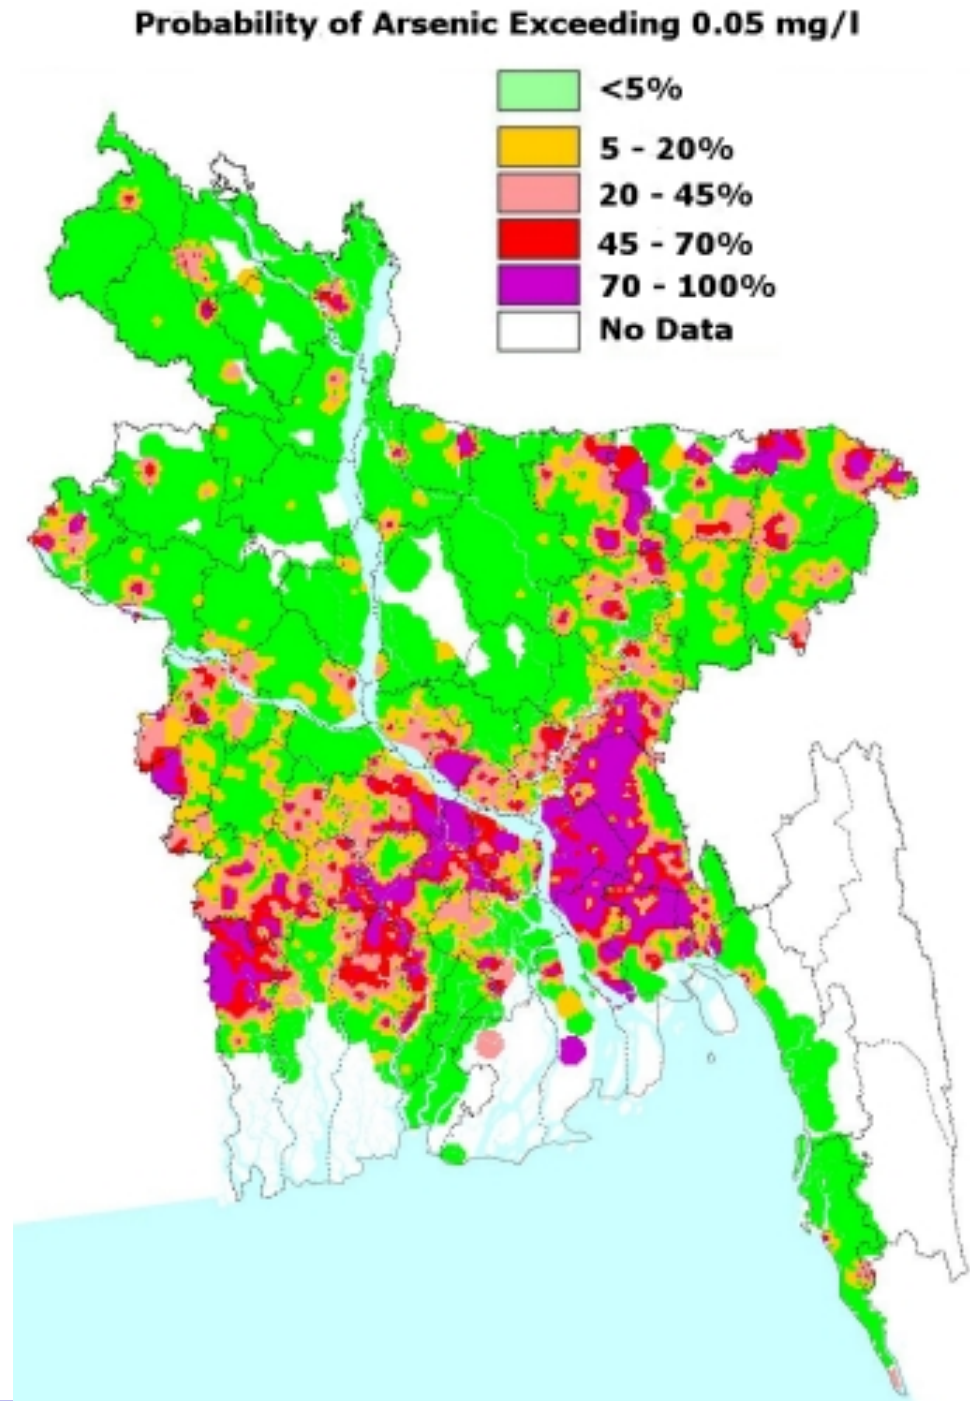 Probability of Arsenic Exceeding 0.05 mg/l
<5%
5 - 20%
20 - 45%
45 - 70%
70 - 100%
No Data